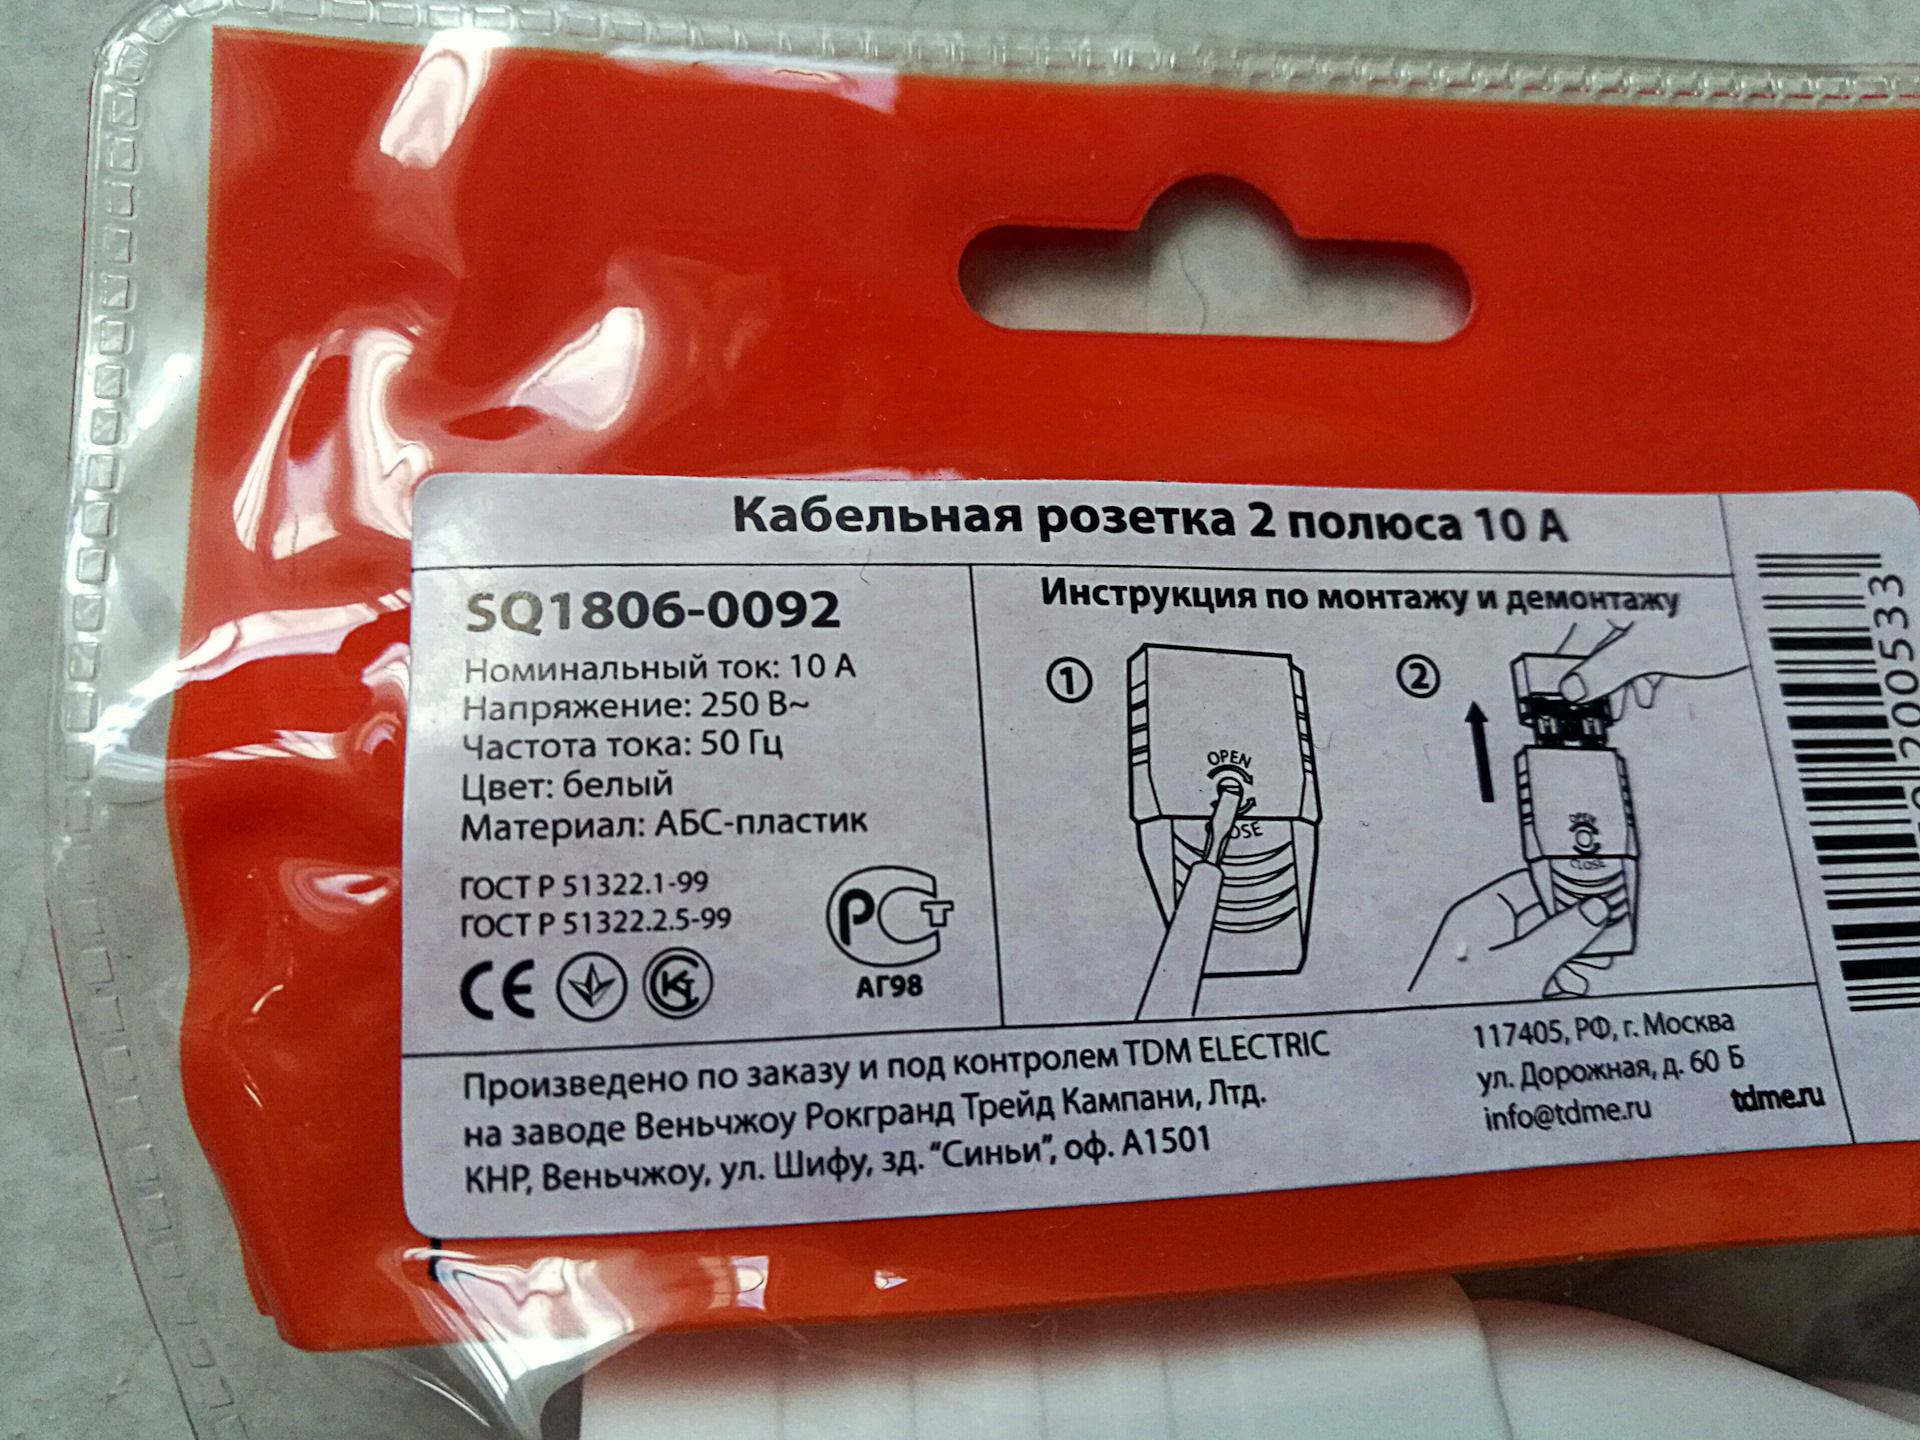 Кабельная розетка 2 полюса 10 А
SQ1806-0092
Номинальный ток: 10 А
Напряжение: 250 В~
Частота тока: 50 Гц
Цвет: белый
Материал: АБС-пластик
ГОСТ Р 51322.1-99
ГОСТ Р 51322.2.5-99
CE
РСТ
АГ98
Инструкция по монтажу и демонтажу
1
OPEN
2
OPEN
CLOSE
Произведено по заказу и под контролем TDM ELECTRIC
на заводе Веньчжоу Рокгранд Трейд Кампани, Лтд.
КНР, Веньчжоу, ул. Шифу, зд. "Синьи", оф. А1501
117405, РФ, г. Москва
ул. Дорожная, д. 60 Б
info@tdme.ru
tdme.ru
200533